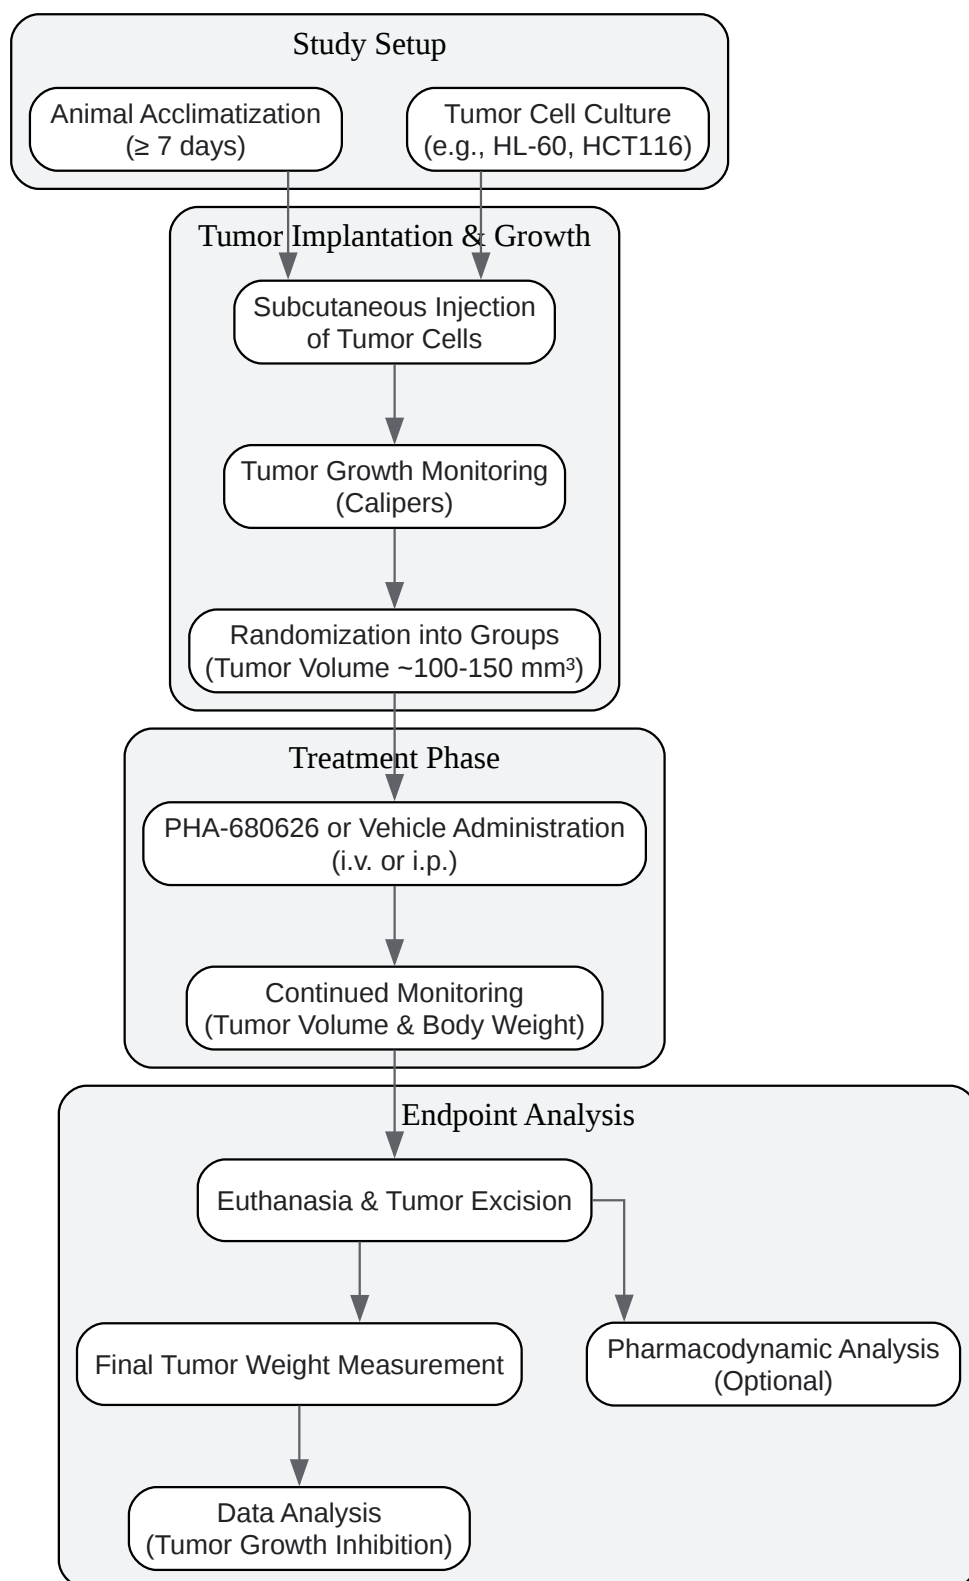 Study Setup
Animal Acclimatization
(≥ 7 days)
Tumor Cell Culture
(e.g., HL-60, HCT116)
Tumor Implantation & Growth
Subcutaneous Injection
of Tumor Cells
Tumor Growth Monitoring
(Calipers)
Randomization into Groups
(Tumor Volume ~100-150 mm³)
Treatment Phase
PHA-680626 or Vehicle Administration
(i.v. or i.p.)
Continued Monitoring
(Tumor Volume & Body Weight)
Endpoint Analysis
Euthanasia & Tumor Excision
Final Tumor Weight Measurement
Pharmacodynamic Analysis
(Optional)
Data Analysis
(Tumor Growth Inhibition)